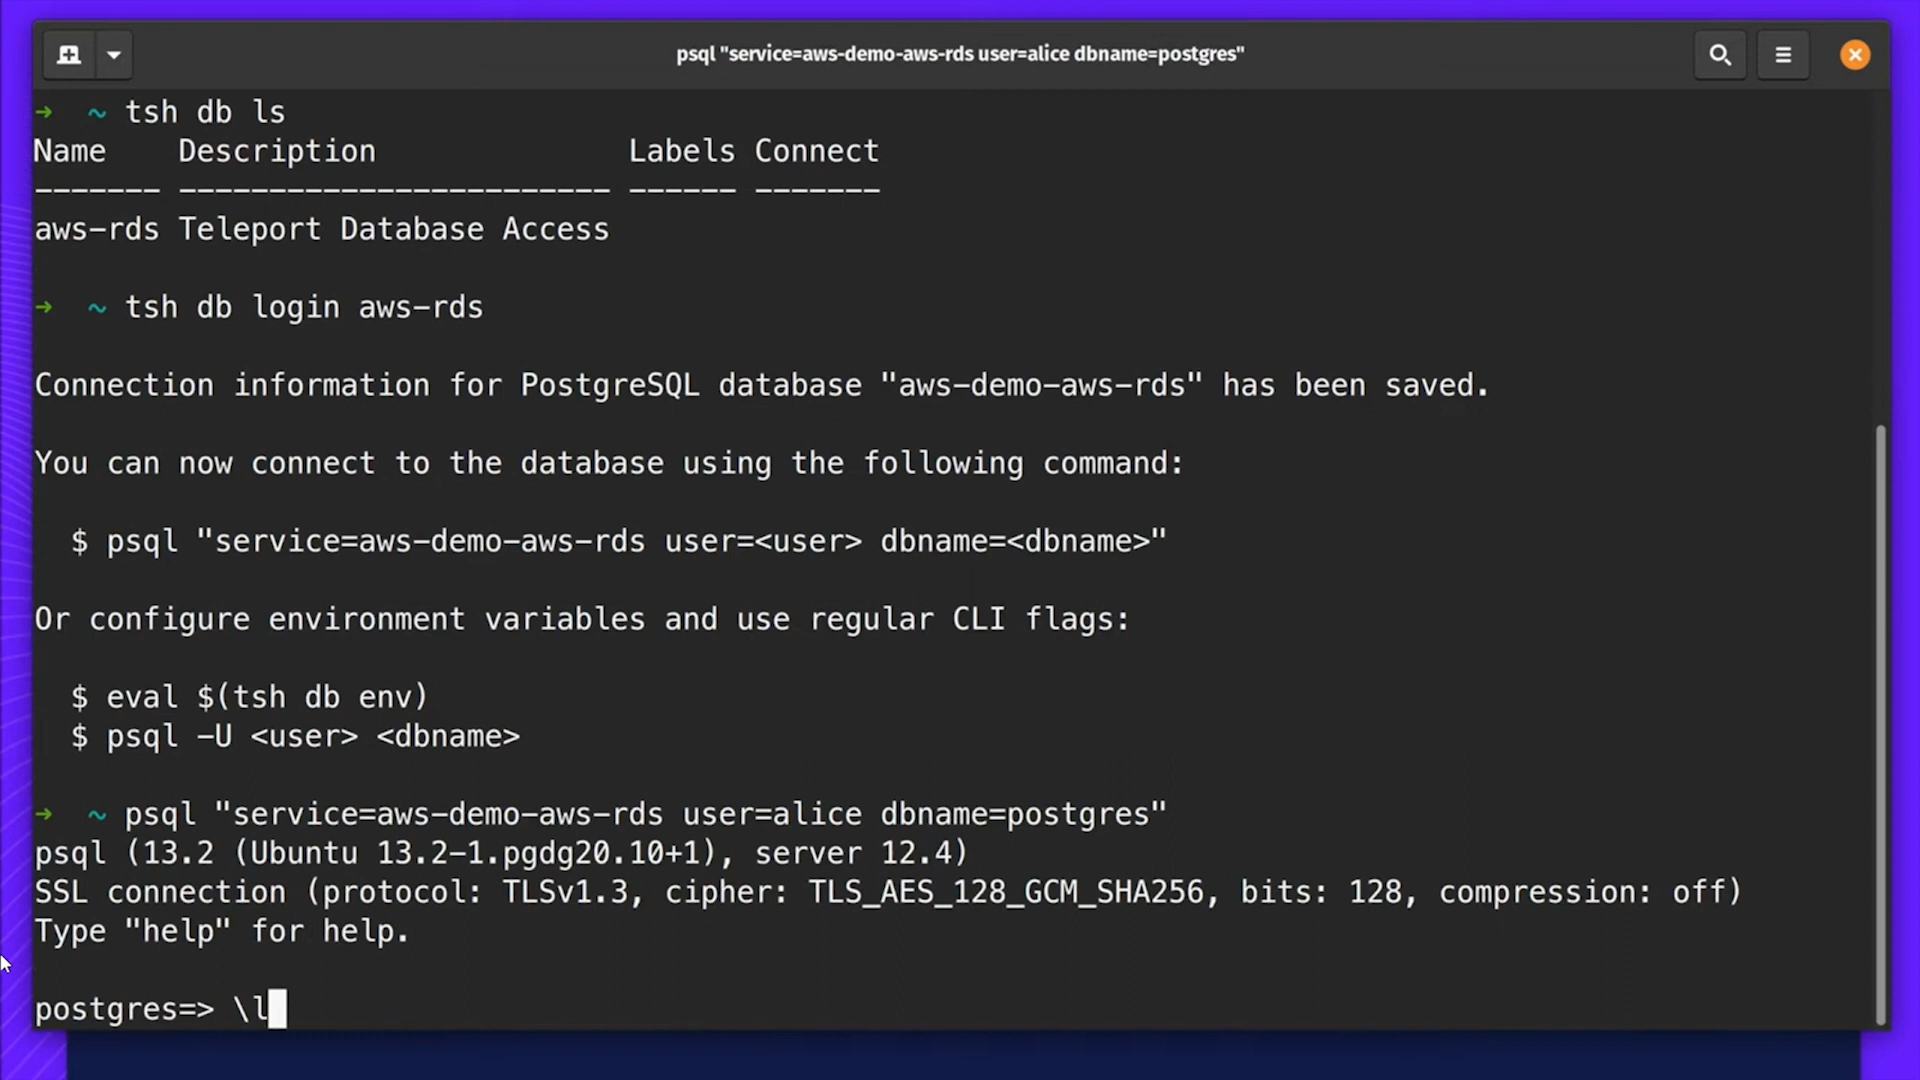 psql "service=aws-demo-aws-rds user=alice dbname=postgres"
➜  ~ tsh db ls
Name    Description              Labels Connect
------- ------------------------ ------ -------
aws-rds Teleport Database Access
➜  ~ tsh db login aws-rds
Connection information for PostgreSQL database "aws-demo-aws-rds" has been saved.
You can now connect to the database using the following command:
  $ psql "service=aws-demo-aws-rds user=<user> dbname=<dbname>"
Or configure environment variables and use regular CLI flags:
  $ eval $(tsh db env)
  $ psql -U <user> <dbname>
➜  ~ psql "service=aws-demo-aws-rds user=alice dbname=postgres"
psql (13.2 (Ubuntu 13.2-1.pgdg20.10+1), server 12.4)
SSL connection (protocol: TLSv1.3, cipher: TLS_AES_128_GCM_SHA256, bits: 128, compression: off)
Type "help" for help.
postgres=> \l